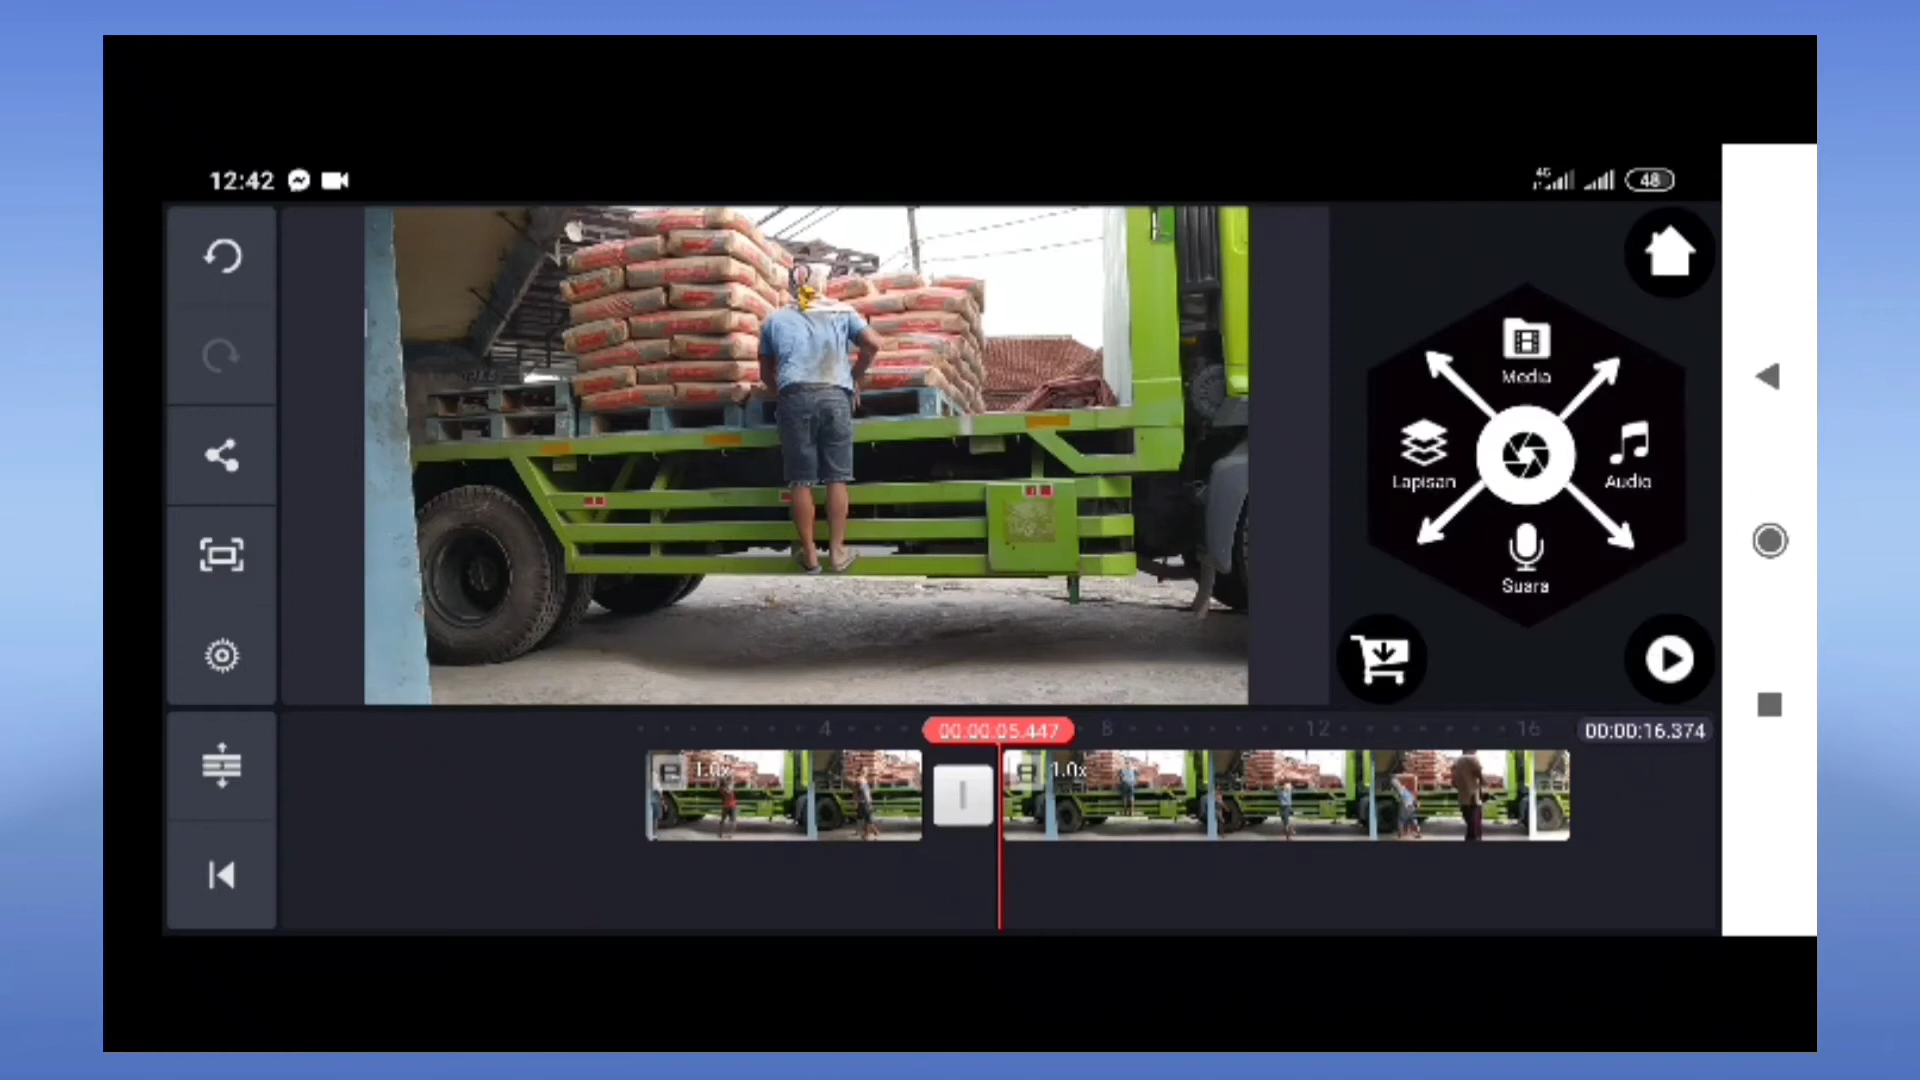 12:42
4G
48
Media
Lapisan
Audio
Suara
4
00:00:05.447
8
12
16
00:00:16.374
1.0x
1.0x